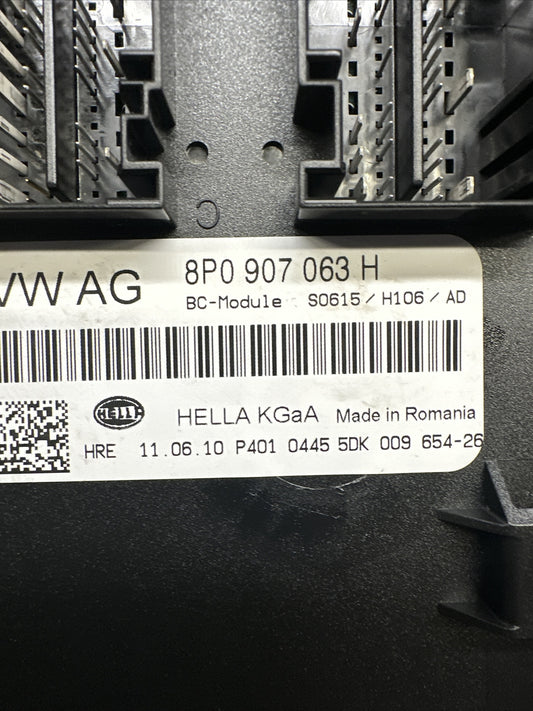 C
VW AG 8P0 907 063 H
BC-Module S0615 / H106 / AD
HELLA HELLA KGaA Made in Romania
HRE 11.06.10 P401 0445 5DK 009 654-26